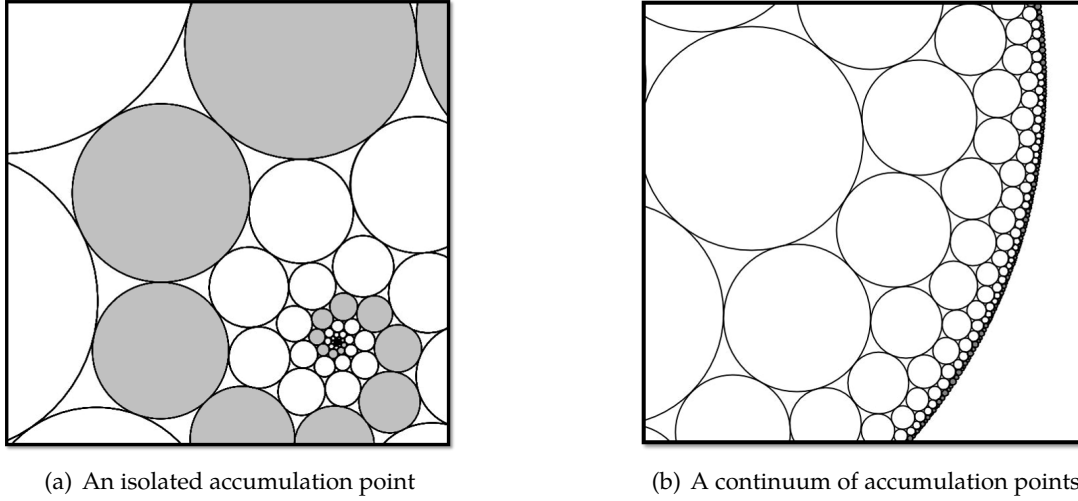 (a) An isolated accumulation point
(b) A continuum of accumulation points